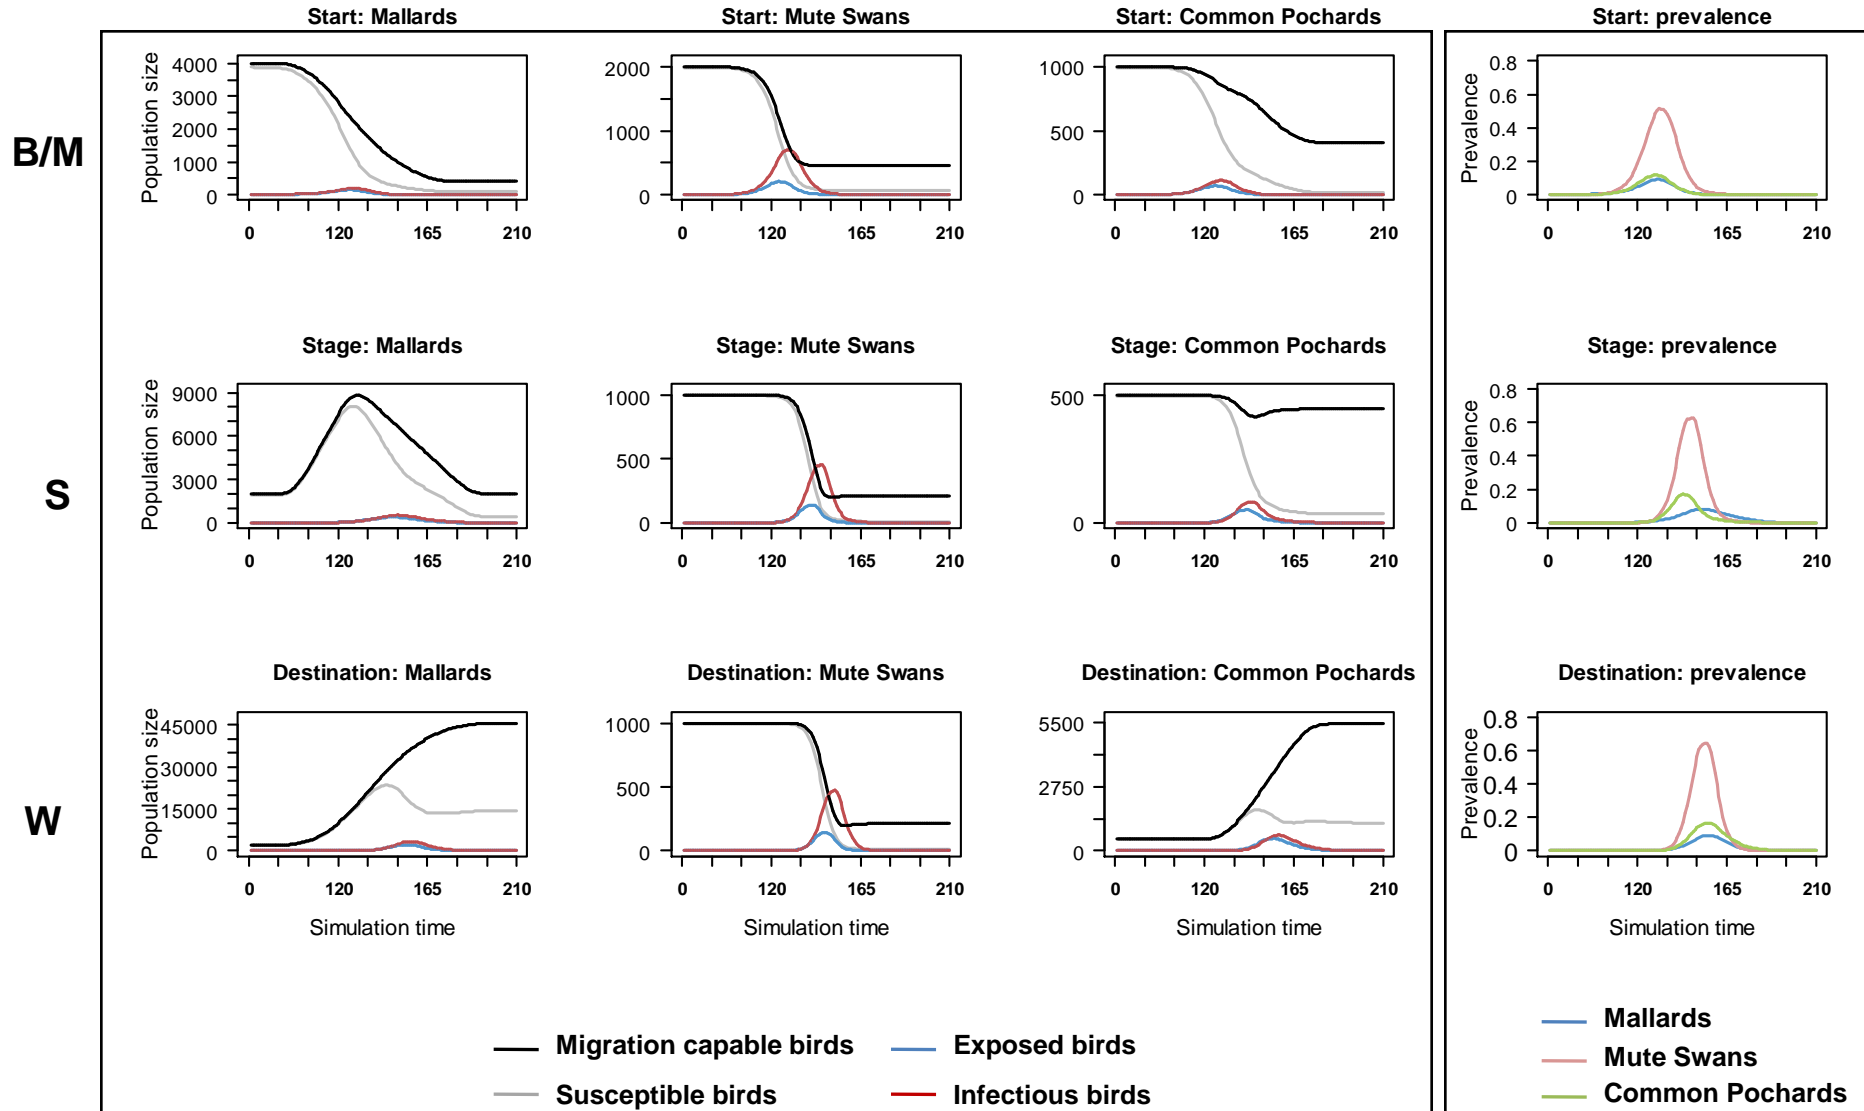 Start: Mallards
Start: Mute Swans
Start: Common Pochards
Start: prevalence
B/M
Population size
4000
3000
2000
1000
0
0 120 165 210
2000
1000
0
0 120 165 210
1000
500
0
0 120 165 210
Prevalence
0.8
0.6
0.4
0.2
0
0 120 165 210
Stage: Mallards
Stage: Mute Swans
Stage: Common Pochards
Stage: prevalence
S
Population size
9000
6000
3000
0
0 120 165 210
1000
500
0
0 120 165 210
500
0
0 120 165 210
Prevalence
0.8
0.6
0.4
0.2
0
0 120 165 210
Destination: Mallards
Destination: Mute Swans
Destination: Common Pochards
Destination: prevalence
W
Population size
45000
30000
15000
0
0 120 165 210
Simulation time
1000
500
0
0 120 165 210
5500
2750
0
0 120 165 210
Simulation time
Prevalence
0.8
0.6
0.4
0.2
0
0 120 165 210
Simulation time
Migration capable birds
Exposed birds
Susceptible birds
Infectious birds
Mallards
Mute Swans
Common Pochards